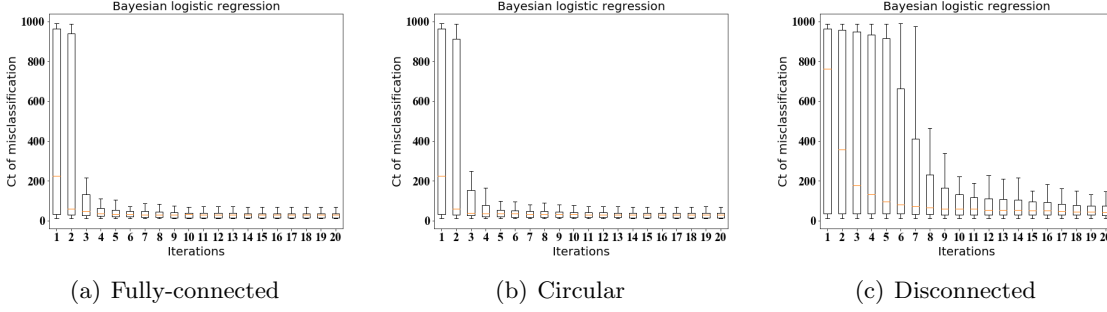 Bayesian logistic regression
1000
800
600
400
200
0
Ct of misclassification
1 2 3 4 5 6 7 8 9 10 11 12 13 14 15 16 17 18 19 20
Iterations
(a) Fully-connected
Bayesian logistic regression
1000
800
600
400
200
0
Ct of misclassification
1 2 3 4 5 6 7 8 9 10 11 12 13 14 15 16 17 18 19 20
Iterations
(b) Circular
Bayesian logistic regression
1000
800
600
400
200
0
Ct of misclassification
1 2 3 4 5 6 7 8 9 10 11 12 13 14 15 16 17 18 19 20
Iterations
(c) Disconnected